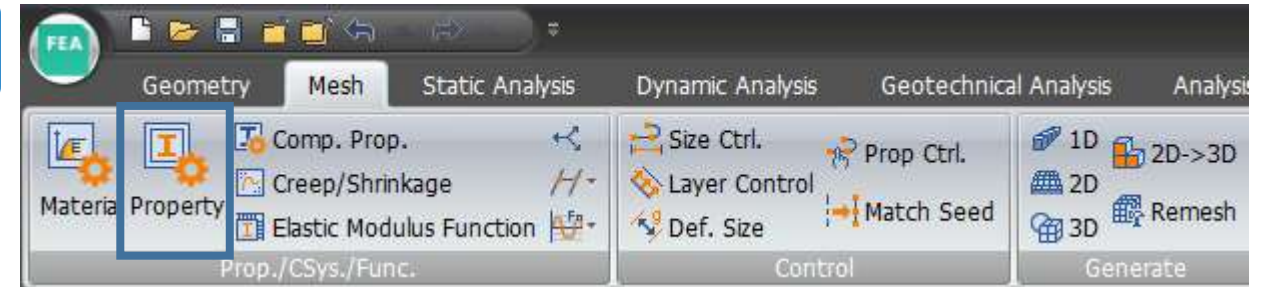 FEA
Geometry Mesh Static Analysis Dynamic Analysis Geotechnical Analysis Analysis
Comp. Prop. Size Ctrl. Prop Ctrl. 1D 2D->3D
Materia Property Creep/Shrinkage Layer Control 2D
Elastic Modulus Function Def. Size Match Seed 3D Remesh
Prop./CSys./Func. Control Generate